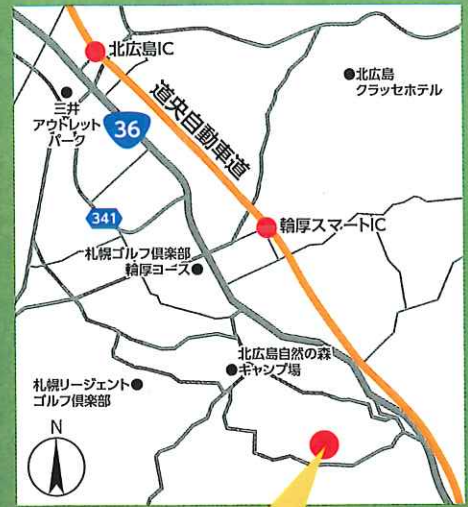 北広島IC
北広島
クラッセホテル
三井
アウトレット
パーク
36
道央自動車道
341
輪厚スマートIC
札幌ゴルフ倶楽部
輪厚コース
北広島自然の森
キャンプ場
札幌リージェント
ゴルフ倶楽部
N